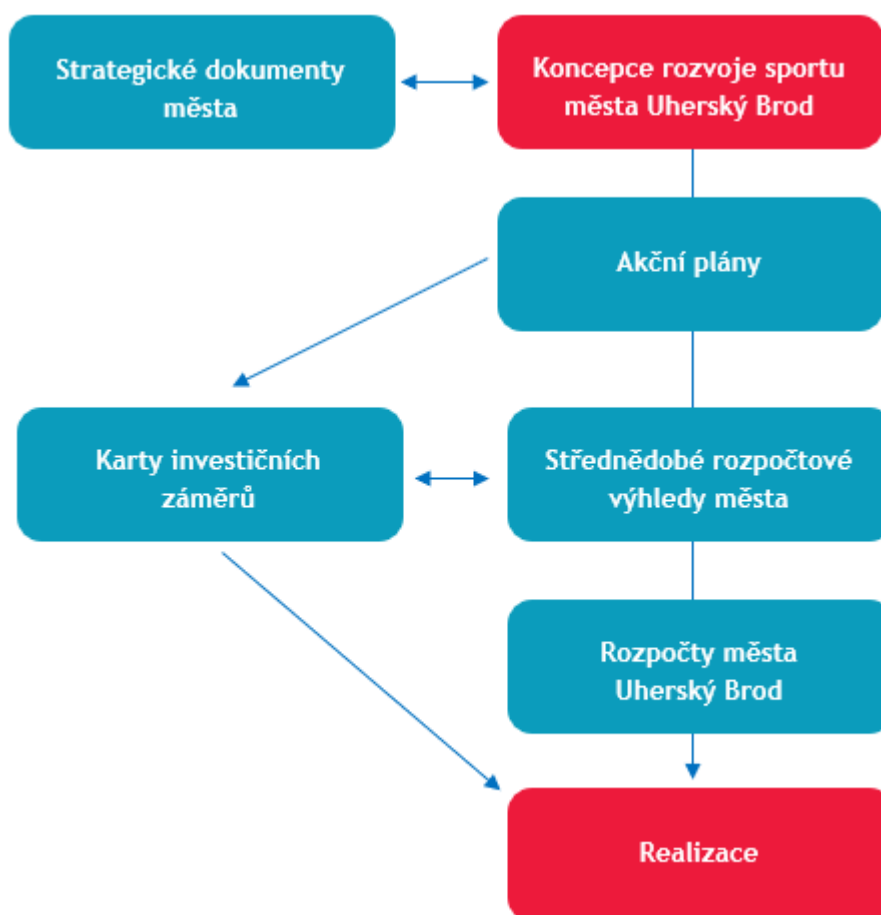 Strategické dokumenty
města
Koncepce rozvoje sportu
města Uherský Brod
Akční plány
Karty investičních
záměrů
Střednědobé rozpočtové
výhledy města
Rozpočty města
Uherský Brod
Realizace